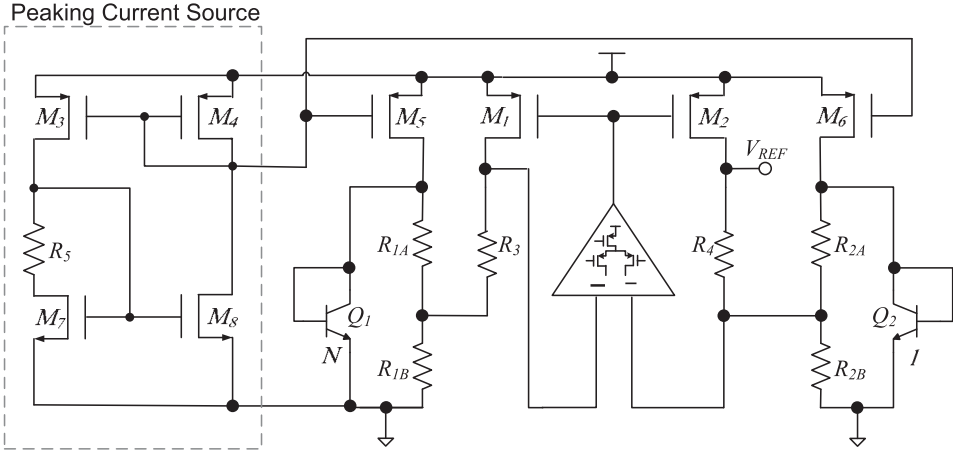 Peaking Current Source
M3
M4
M5
M1
M2
M6
VREF
R5
R1A
R3
R4
R2A
M7
M8
Q1
N
Q2
1
R1B
R2B